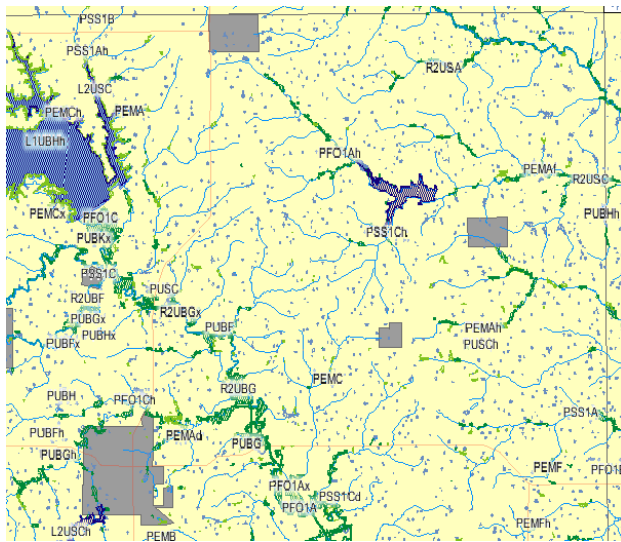 PSS1B
PSS1Ah
R2USA
L2USC
PEMCh
PEMA
L1UBHh
PFO1Ah
PEMAf
R2USC
PEMCx
PFO1C
PUBHh
PUBKx
PSS1Ch
PSS1C
PUSC
R2UBF
R2UBGx
PUBGx
PUBHx
PUBF
PEMAh
PUBFx
PUSCh
PEMC
R2UBG
PUBH
PFO1Ch
PSS1A
PUBFh
PEMAd
PUBG
PUBGh
PEMF
PFO1A
PFO1Ax
PSS1Cd
PFO1A
PEMFh
L2USCh
PEMB